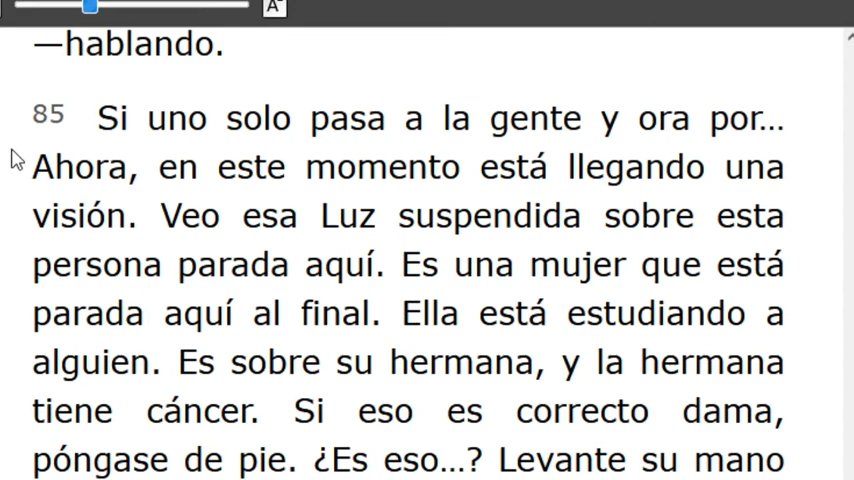 A
—hablando.
85 Si uno solo pasa a la gente y ora por...
Ahora, en este momento está llegando una
visión. Veo esa Luz suspendida sobre esta
persona parada aquí. Es una mujer que está
parada aquí al final. Ella está estudiando a
alguien. Es sobre su hermana, y la hermana
tiene cáncer. Si eso es correcto dama,
póngase de pie. ¿Es eso...? Levante su mano